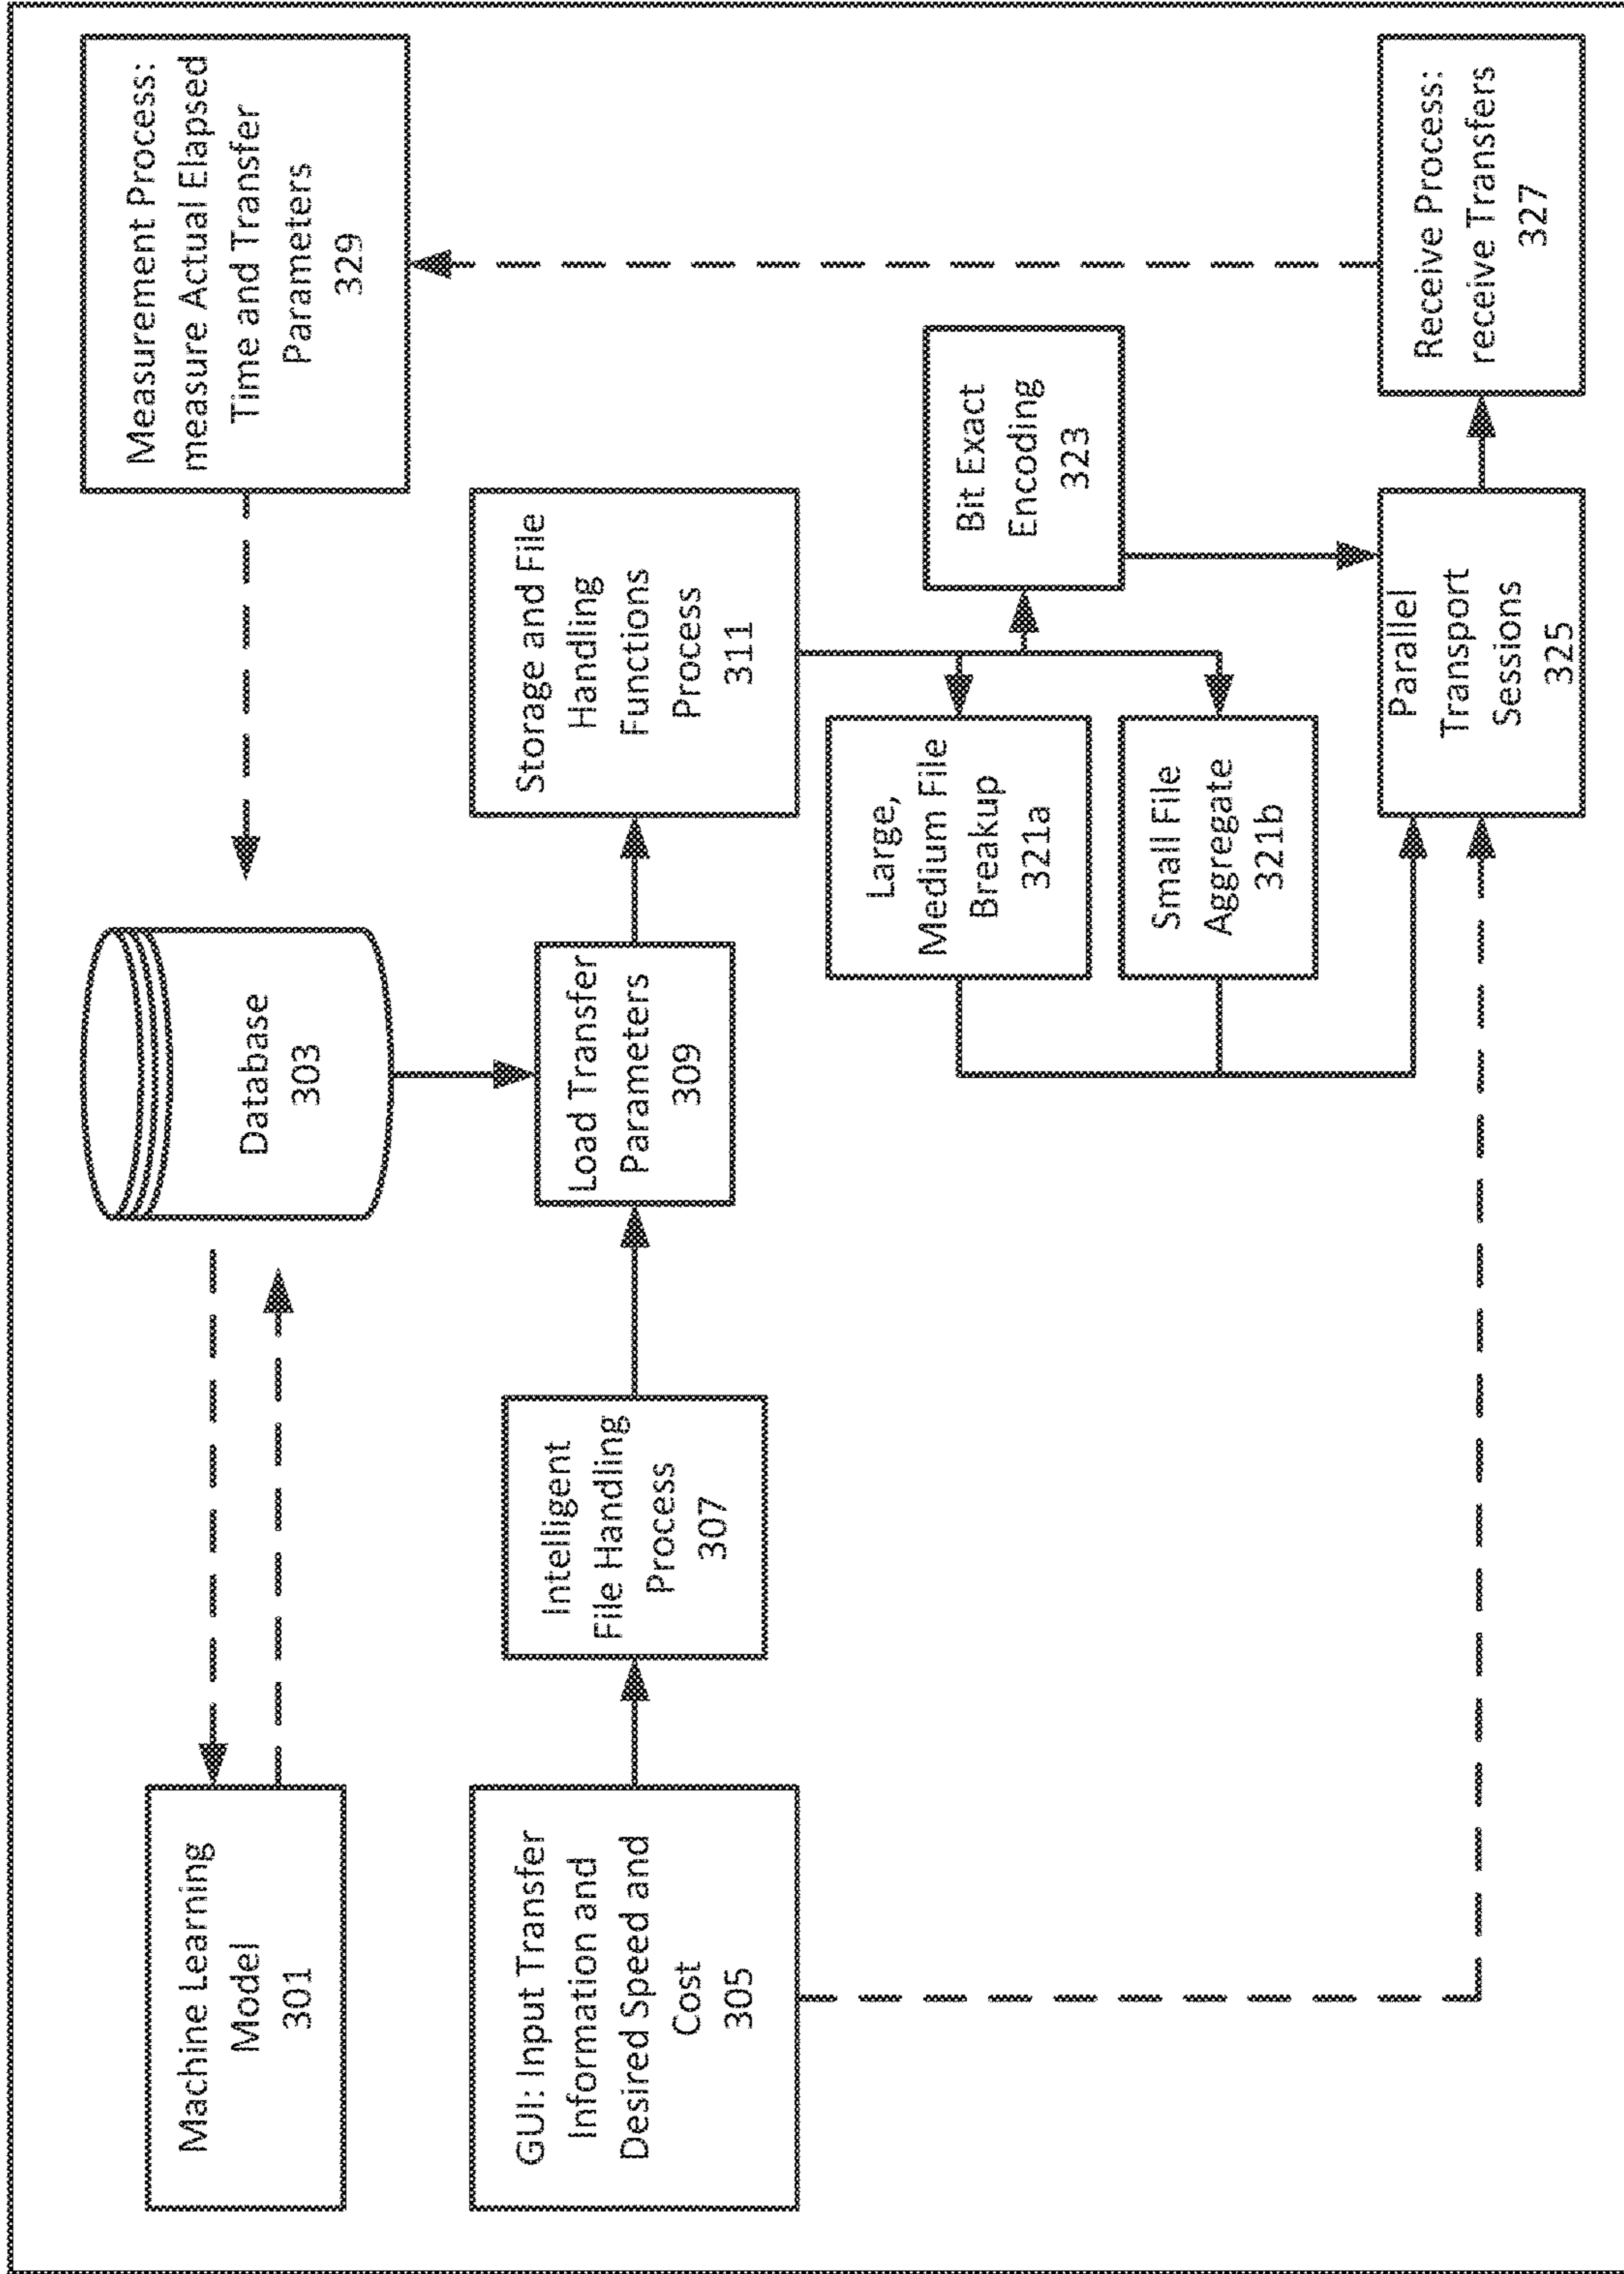 Machine Learning
Model
301
Database
303
Measurement Process:
measure Actual Elapsed
Time and Transfer
Parameters
329
GUI: Input Transfer
Information and
Desired Speed and
Cost
305
Intelligent
File Handling
Process
307
Load Transfer
Parameters
309
Storage and File
Handling
Functions
Process
311
Large,
Medium File
Breakup
321a
Small File
Aggregate
321b
Bit Exact
Encoding
323
Parallel
Transport
Sessions
325
Receive Process:
receive Transfers
327